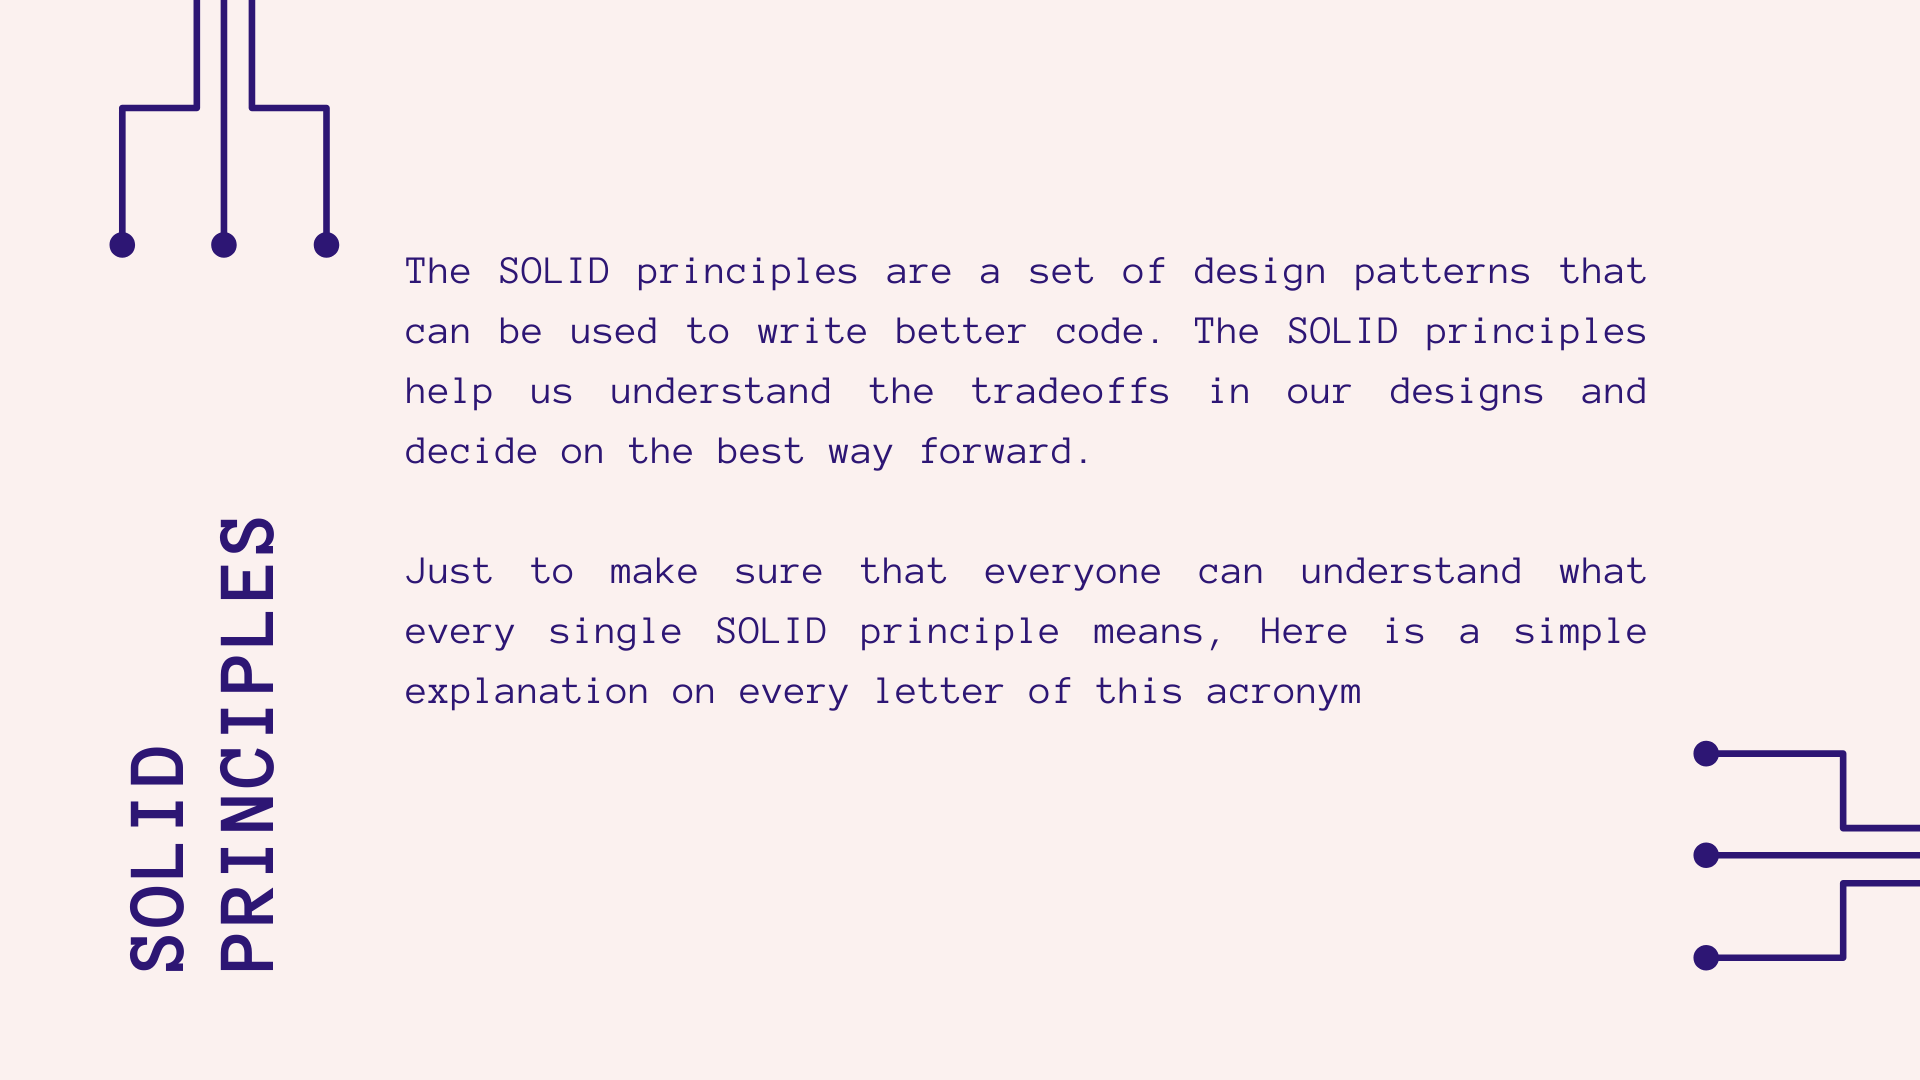 SOLID
PRINCIPLES
The SOLID principles are a set of design patterns that
can be used to write better code. The SOLID principles
help us understand the tradeoffs in our designs and
decide on the best way forward.
Just to make sure that everyone can understand what
every single SOLID principle means, Here is a simple
explanation on every letter of this acronym